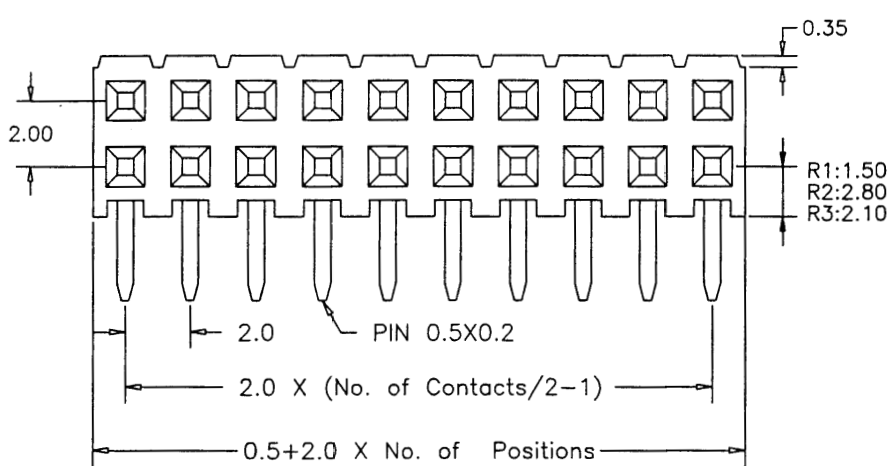 0.35
2.00
R1:1.50
R2:2.80
R3:2.10
2.0
PIN 0.5X0.2
2.0 X (No. of Contacts/2-1)
0.5+2.0 X No. of Positions